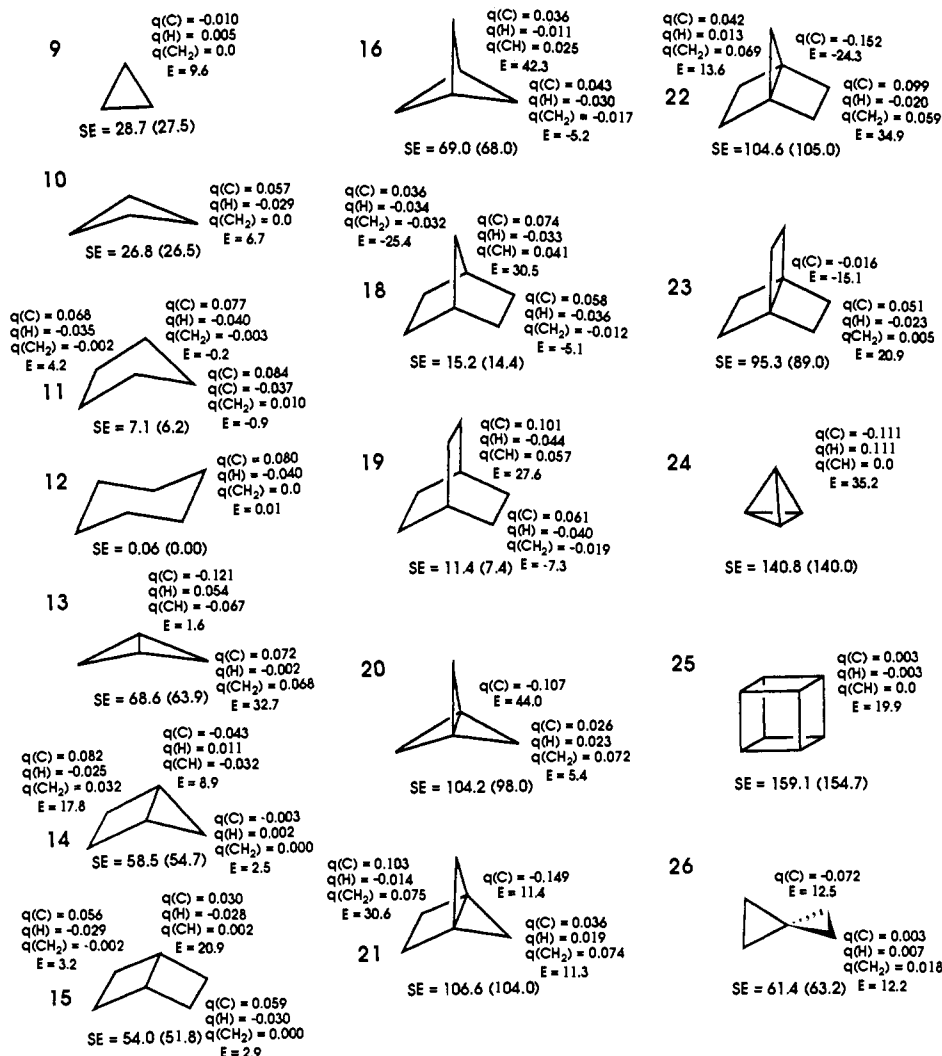 9
q(C) = -0.010
q(H) = 0.005
q(CH₂) = 0.0
E = 9.6
SE = 28.7 (27.5)
10
q(C) = 0.057
q(H) = -0.029
q(CH₂) = 0.0
E = 6.7
SE = 26.8 (26.5)
q(C) = 0.068
q(H) = -0.035
q(CH₂) = -0.002
E = 4.2
q(C) = 0.077
q(H) = -0.040
q(CH₂) = -0.003
E = -0.2
11
q(C) = 0.084
q(C) = -0.037
q(CH₂) = 0.010
E = -0.9
SE = 7.1 (6.2)
12
q(C) = 0.080
q(H) = -0.040
q(CH₂) = 0.0
E = 0.01
SE = 0.06 (0.00)
13
q(C) = -0.121
q(H) = 0.054
q(CH) = -0.067
E = 1.6
q(C) = 0.072
q(H) = -0.002
q(CH₂) = 0.068
E = 32.7
SE = 68.6 (63.9)
q(C) = 0.082
q(H) = -0.025
q(CH₂) = 0.032
E = 17.8
q(C) = -0.043
q(H) = 0.011
q(CH) = -0.032
E = 8.9
14
q(C) = -0.003
q(H) = 0.002
q(CH₂) = 0.000
E = 2.5
SE = 58.5 (54.7)
q(C) = 0.056
q(H) = -0.029
q(CH₂) = -0.002
E = 3.2
q(C) = 0.030
q(H) = -0.028
q(CH) = 0.002
E = 20.9
15
q(C) = 0.059
q(H) = -0.030
q(CH₂) = 0.000
E = 2.9
SE = 54.0 (51.8)
16
q(C) = 0.036
q(H) = -0.011
q(CH) = 0.025
E = 42.3
q(C) = 0.043
q(H) = -0.030
q(CH₂) = -0.017
E = -5.2
SE = 69.0 (68.0)
q(C) = 0.036
q(H) = -0.034
q(CH₂) = -0.032
E = -25.4
q(C) = 0.074
q(H) = -0.033
q(CH) = 0.041
E = 30.5
18
q(C) = 0.058
q(H) = -0.036
q(CH₂) = -0.012
E = -5.1
SE = 15.2 (14.4)
19
q(C) = 0.101
q(H) = -0.044
q(CH) = 0.057
E = 27.6
q(C) = 0.061
q(H) = -0.040
q(CH₂) = -0.019
E = -7.3
SE = 11.4 (7.4)
20
q(C) = -0.107
E = 44.0
q(C) = 0.026
q(H) = 0.023
q(CH₂) = 0.072
E = 5.4
SE = 104.2 (98.0)
q(C) = 0.103
q(H) = -0.014
q(CH₂) = 0.075
E = 30.6
q(C) = -0.149
E = 11.4
21
q(C) = 0.036
q(H) = 0.019
q(CH₂) = 0.074
E = 11.3
SE = 106.6 (104.0)
q(C) = 0.042
q(H) = 0.013
q(CH₂) = 0.069
E = 13.6
q(C) = -0.152
E = -24.3
22
q(C) = 0.099
q(H) = -0.020
q(CH₂) = 0.059
E = 34.9
SE =104.6 (105.0)
23
q(C) = -0.016
E = -15.1
q(C) = 0.051
q(H) = -0.023
q(CH₂) = 0.005
E = 20.9
SE = 95.3 (89.0)
24
q(C) = -0.111
q(H) = 0.111
q(CH) = 0.0
E = 35.2
SE = 140.8 (140.0)
25
q(C) = 0.003
q(H) = -0.003
q(CH) = 0.0
E = 19.9
SE = 159.1 (154.7)
26
q(C) = -0.072
E = 12.5
q(C) = 0.003
q(H) = 0.007
q(CH₂) = 0.018
E = 12.2
SE = 61.4 (63.2)